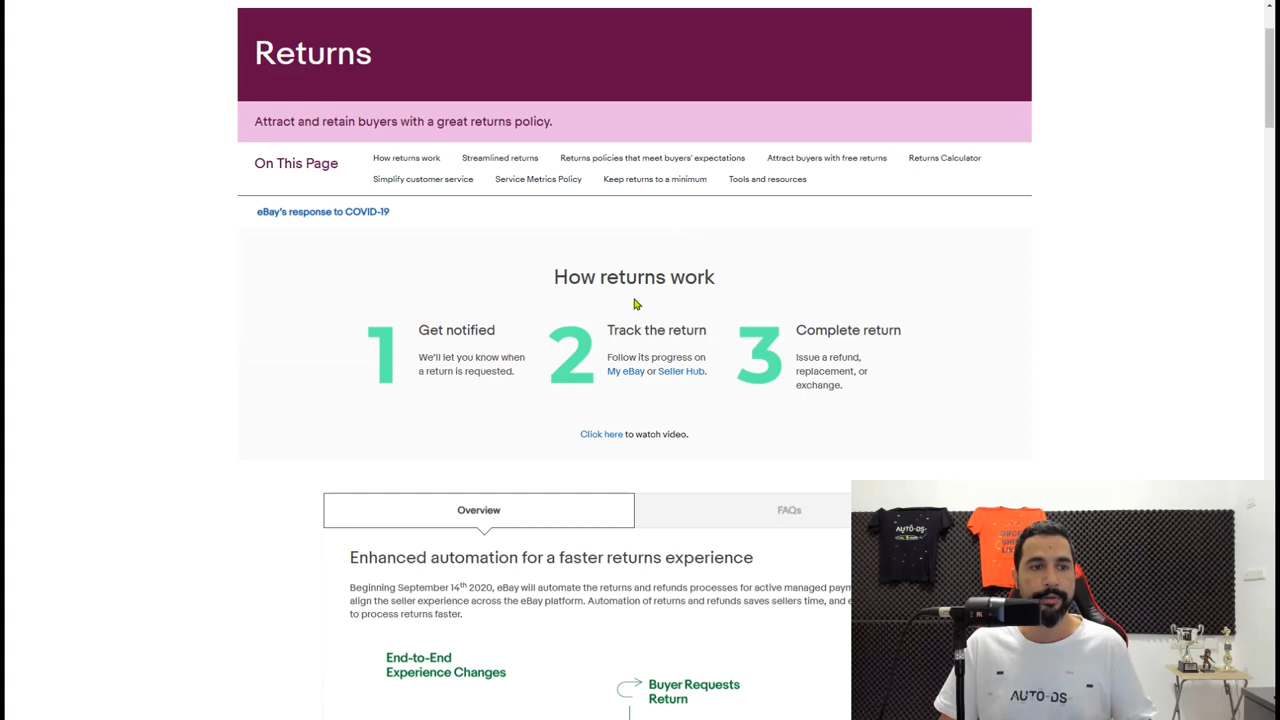 Returns
Attract and retain buyers with a great returns policy.
On This Page
How returns work
Streamlined returns
Returns policies that meet buyers' expectations
Attract buyers with free returns
Returns Calculator
Simplify customer service
Service Metrics Policy
Keep returns to a minimum
Tools and resources
eBay's response to COVID-19
How returns work
1
Get notified
We'll let you know when
a return is requested.
2
Track the return
Follow its progress on
My eBay or Seller Hub.
3
Complete return
Issue a refund,
replacement, or
exchange.
Click here to watch video.
Overview
FAQs
Enhanced automation for a faster returns experience
Beginning September 14th 2020, eBay will automate the returns and refunds processes for active managed
align the seller experience across the eBay platform. Automation of returns and refunds saves sellers time, and
to process returns faster.
End-to-End
Experience Changes
Buyer Requests
Return
AUTO-DS
AUTO-DS